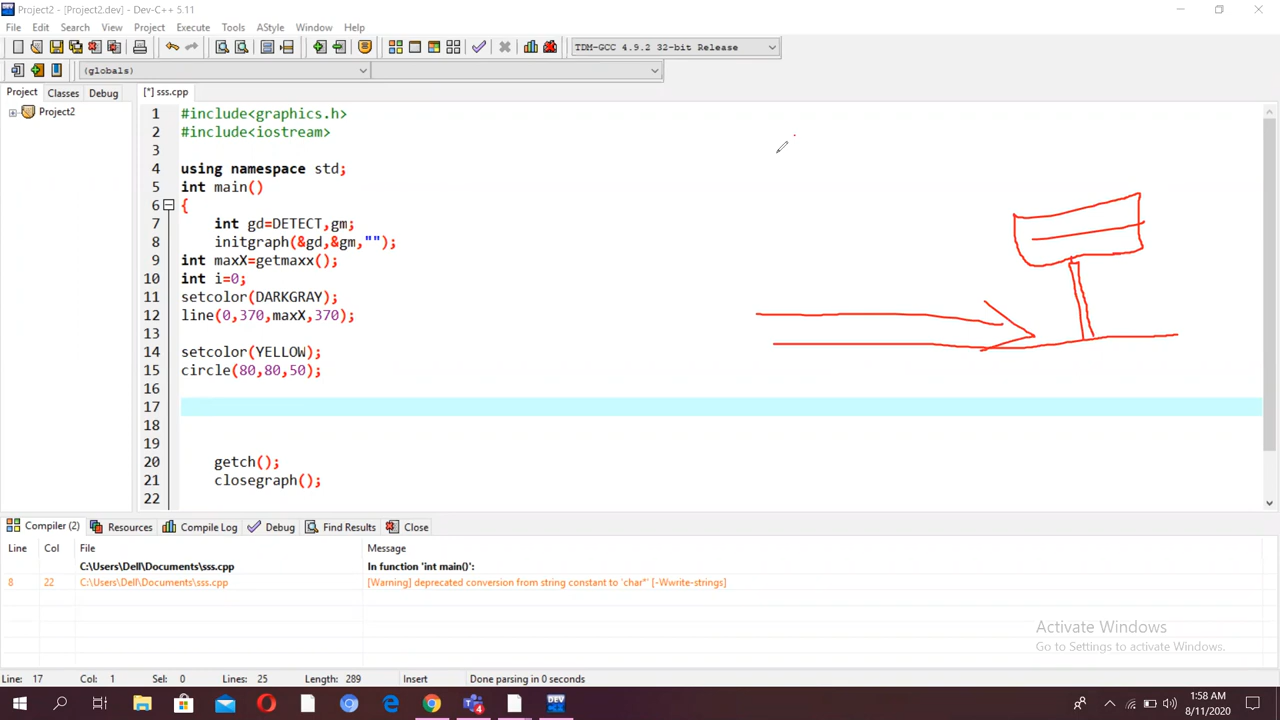 Project2 - [Project2.dev] - Dev-C++ 5.11
File Edit Search View Project Execute Tools AStyle Window Help
TDM-GCC 4.9.2 32-bit Release
(globals)
Project Classes Debug [*] sss.cpp
Project2
1 #include<graphics.h>
2 #include<iostream>
3
4 using namespace std;
5 int main()
6 {
7 int gd=DETECT,gm;
8 initgraph(&gd,&gm,"");
9 int maxX=getmaxx();
10 int i=0;
11 setcolor(DARKGRAY);
12 line(0,370,maxX,370);
13
14 setcolor(YELLOW);
15 circle(80,80,50);
16
17
18
19
20 getch();
21 closegraph();
22
Compiler (2) Resources Compile Log Debug Find Results Close
Line Col File Message
C:\Users\Dell\Documents\sss.cpp In function 'int main()':
8 22 C:\Users\Dell\Documents\sss.cpp [Warning] deprecated conversion from string constant to 'char*' [-Wwrite-strings]
Activate Windows
Go to Settings to activate Windows.
Line: 17 Col: 1 Sel: 0 Lines: 25 Length: 289 Insert Done parsing in 0 seconds
4
DEV
1:58 AM
8/11/2020